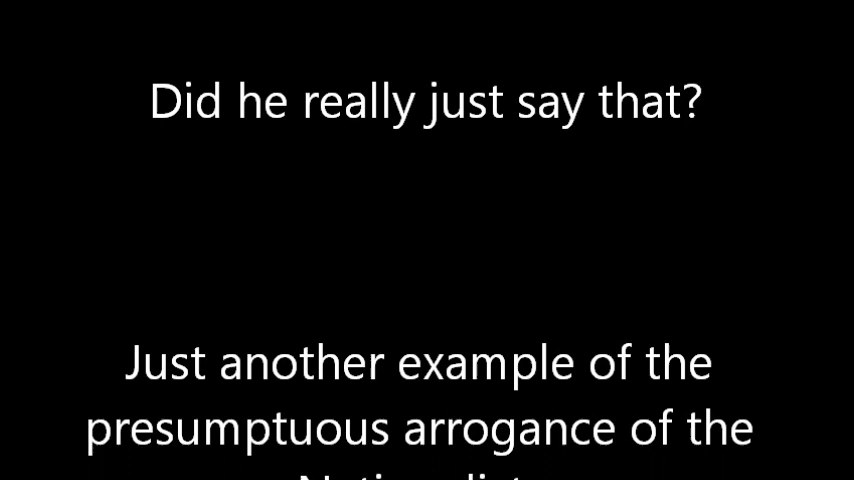 Did he really just say that?
Just another example of the
presumptuous arrogance of the